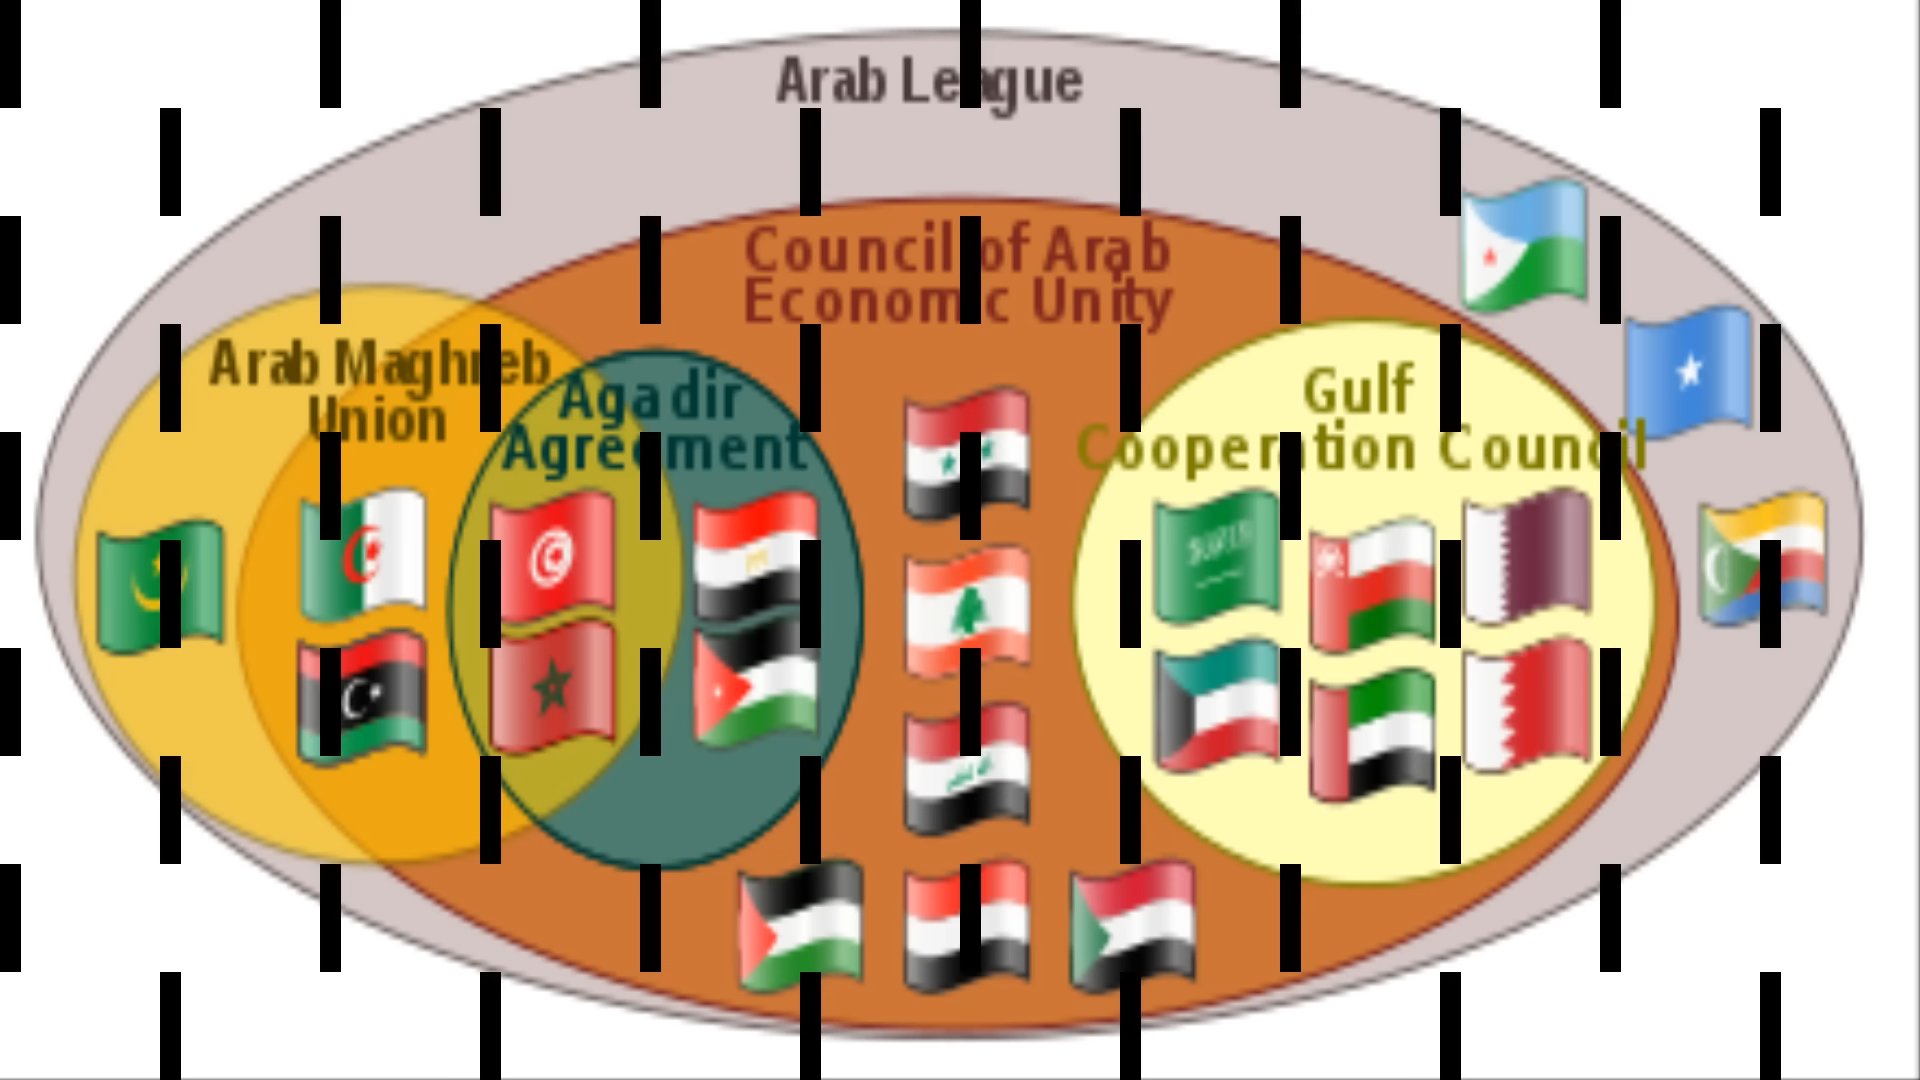 Arab League
Council of Arab
Economic Unity
Arab Maghreb
Union
Agadir
Agreement
Gulf
Cooperation Council